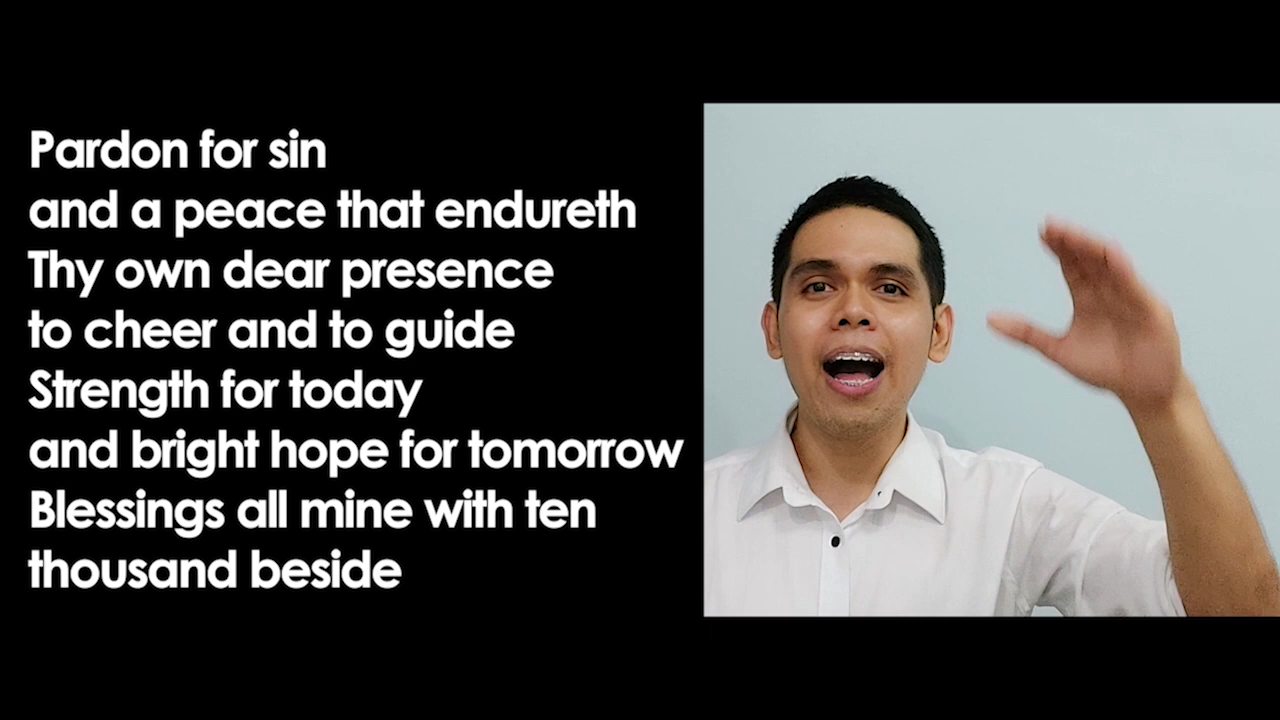 Pardon for sin
and a peace that endureth
Thy own dear presence
to cheer and to guide
Strength for today
and bright hope for tomorrow
Blessings all mine with ten
thousand beside